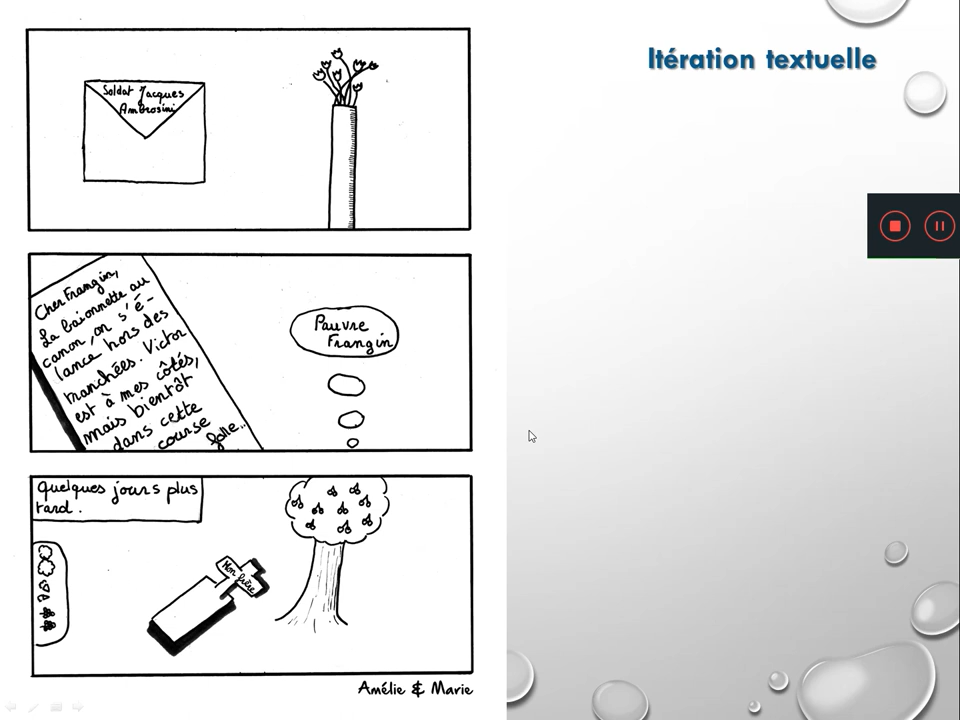 Itération textuelle
Soldat Jacques
Ambrosini
Cher Frangin,
La baïonnette au
canon, on s'é-
lance hors des
tranchées. Victor
est à mes côtés,
mais bientôt
dans cette
course
folle..
Pauvre
Frangin
Quelques jours plus
tard.
Mon frère
Amélie & Marie